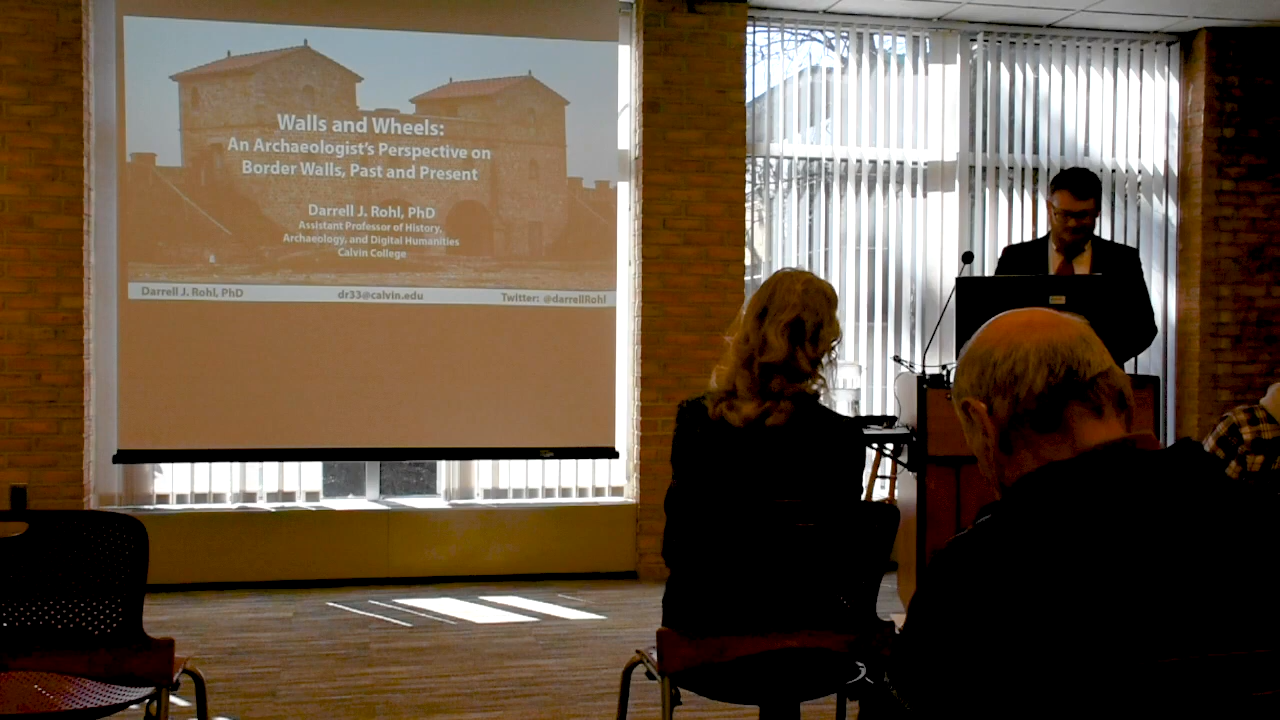 Walls and Wheels:
An Archaeologist's Perspective on
Border Walls, Past and Present
Darrell J. Rohl, PhD
Assistant Professor of History,
Archaeology, and Digital Humanities
Calvin College
Darrell J. Rohl, PhD dr33@calvin.edu Twitter: @darrellRohl